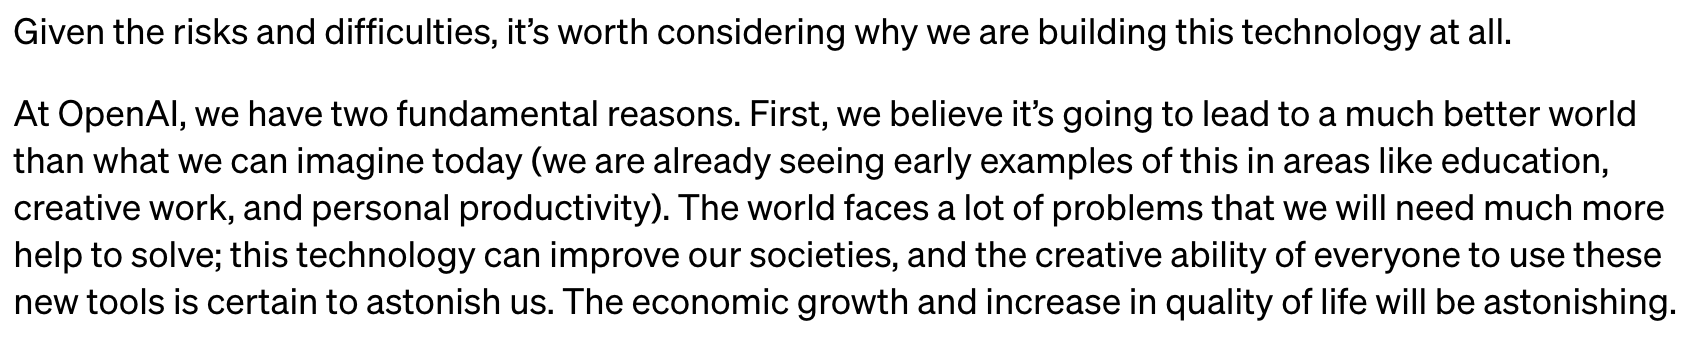 Given the risks and difficulties, it’s worth considering why we are building this technology at all.
At OpenAI, we have two fundamental reasons. First, we believe it’s going to lead to a much better world
than what we can imagine today (we are already seeing early examples of this in areas like education,
creative work, and personal productivity). The world faces a lot of problems that we will need much more
help to solve; this technology can improve our societies, and the creative ability of everyone to use these
new tools is certain to astonish us. The economic growth and increase in quality of life will be astonishing.